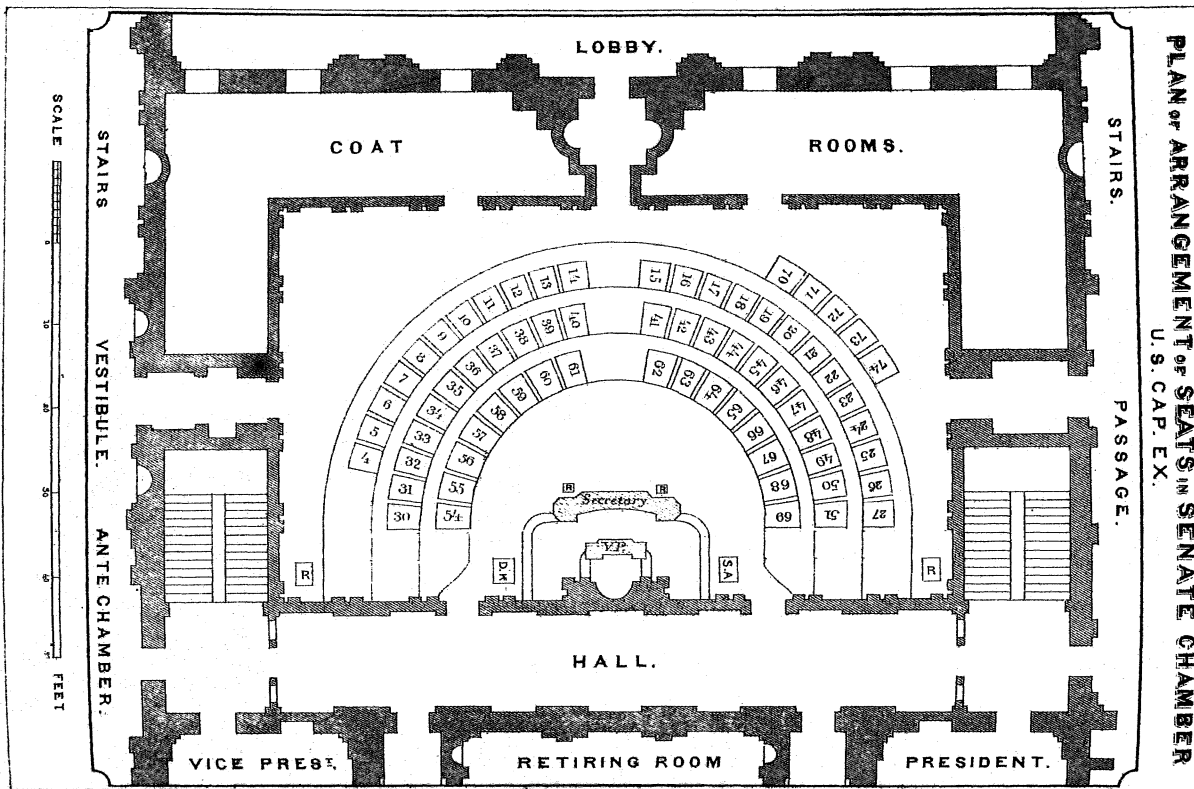 PLAN OF ARRANGEMENT OF SEATS IN SENATE CHAMBER
U.S. CAP. EX.
LOBBY.
COAT
ROOMS.
STAIRS
STAIRS.
SCALE
0
10
50
FEET
VESTIBULE.
PASSAGE.
ANTE CHAMBER.
4 5 6 7 8 9 10 11 12 13 14
15 16 17 18 19 20 21 22 23 24 25 26 27
70 71 72 73 74
30 31 32 33 34 35 36 37 38 39 40
41 42 43 44 45 46 47 48 49 50 51
54 55 56 57 58 59 60 61
62 63 64 65 66 67 68 69
R
R
Secretary
V.P.
D.K
S.A
R
R
HALL.
VICE PREST.
RETIRING ROOM
PRESIDENT.